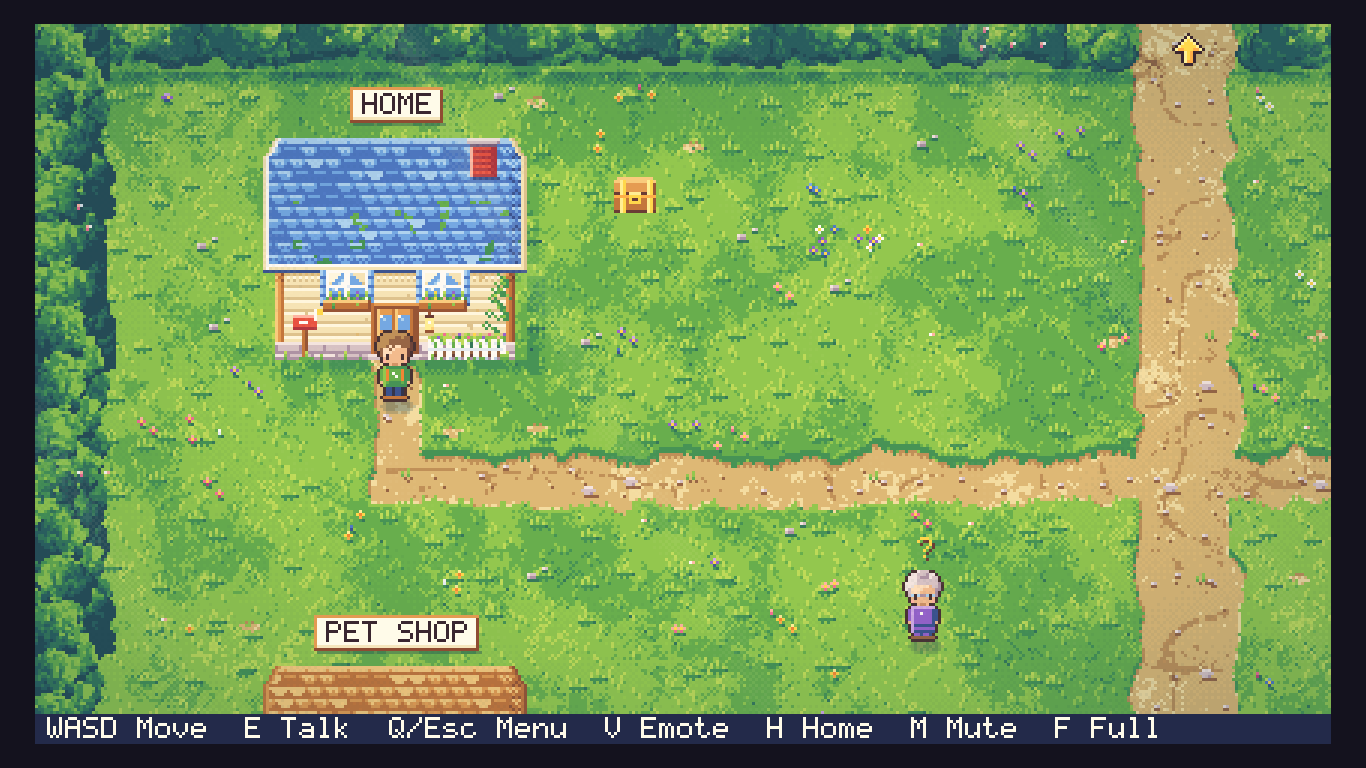 HOME
?
PET SHOP
WASD Move  E Talk  Q/Esc Menu  V Emote  H Home  M Mute  F Full